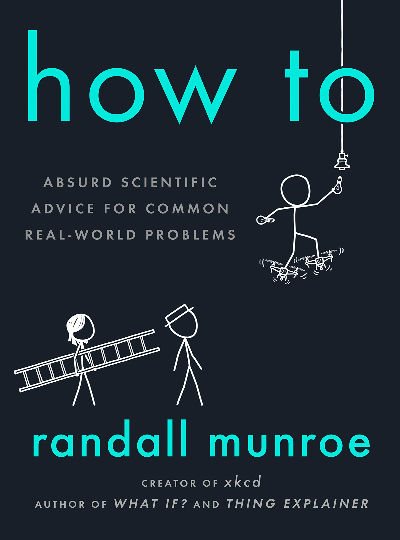 how to
ABSURD SCIENTIFIC
ADVICE FOR COMMON
REAL-WORLD PROBLEMS
randall munroe
CREATOR OF xkcd
AUTHOR OF WHAT IF? AND THING EXPLAINER